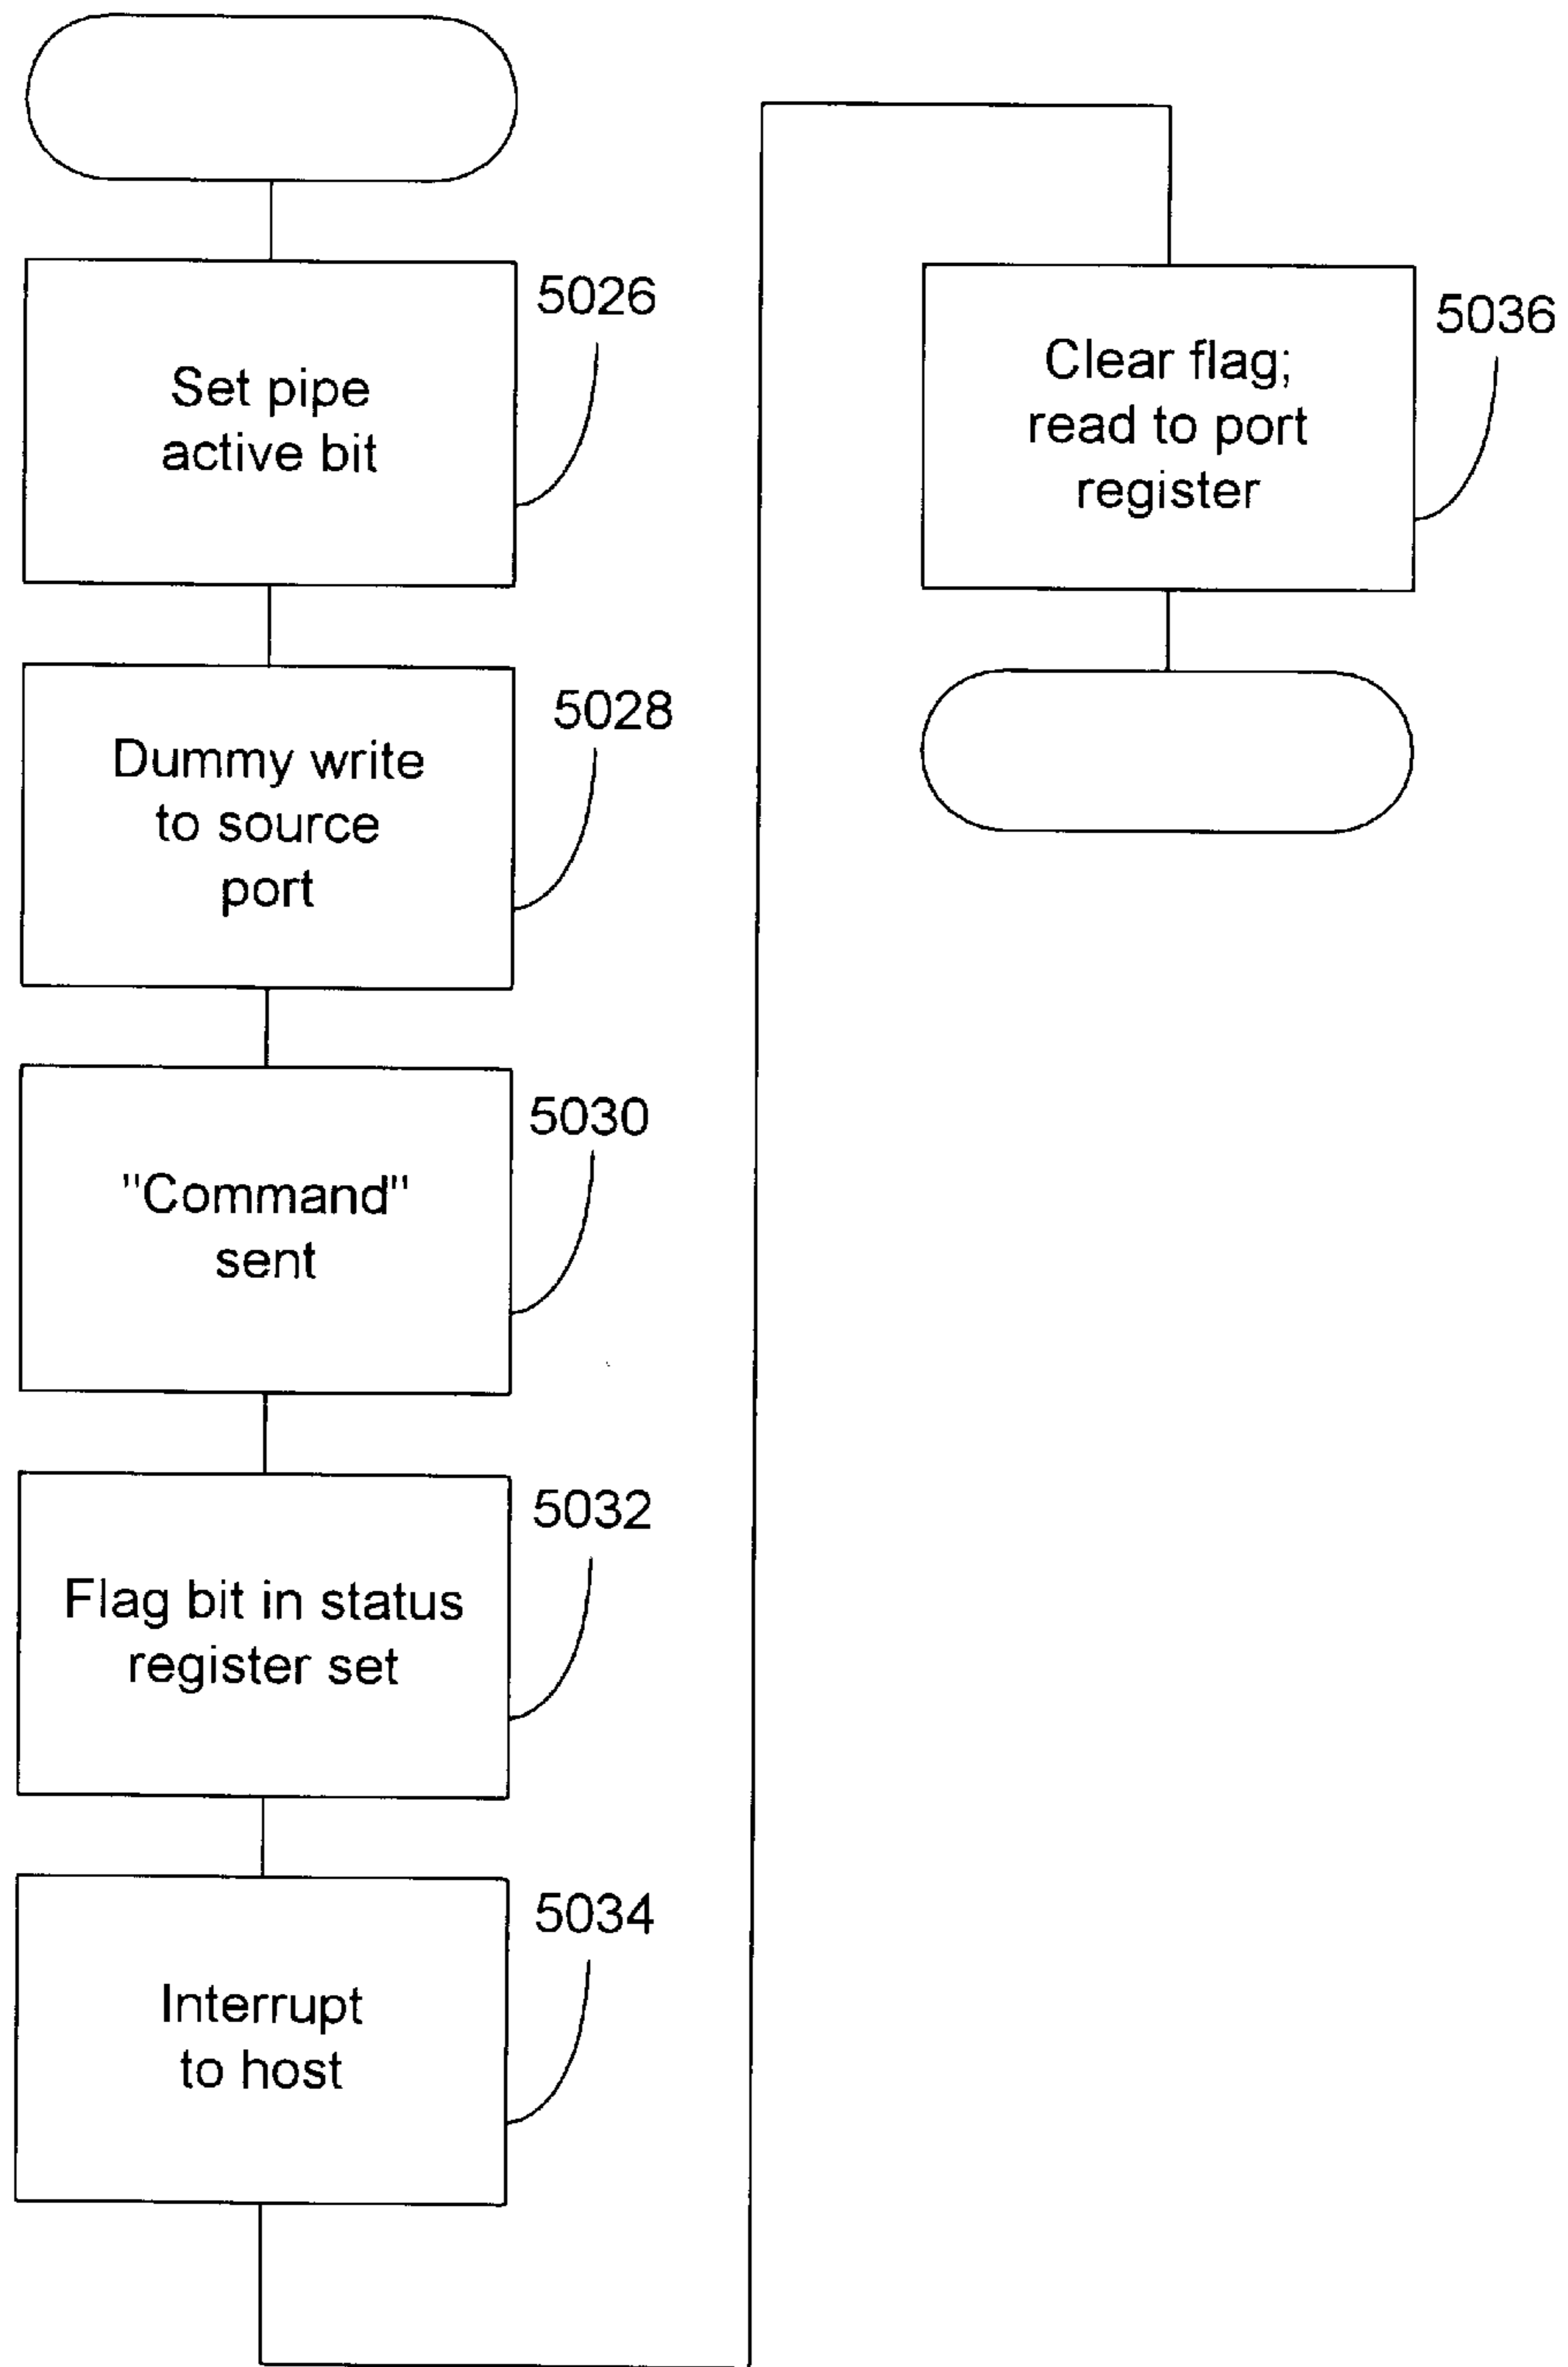 Set pipe
active bit
5026
Dummy write
to source
port
5028
"Command"
sent
5030
Flag bit in status
register set
5032
Interrupt
to host
5034
Clear flag;
read to port
register
5036